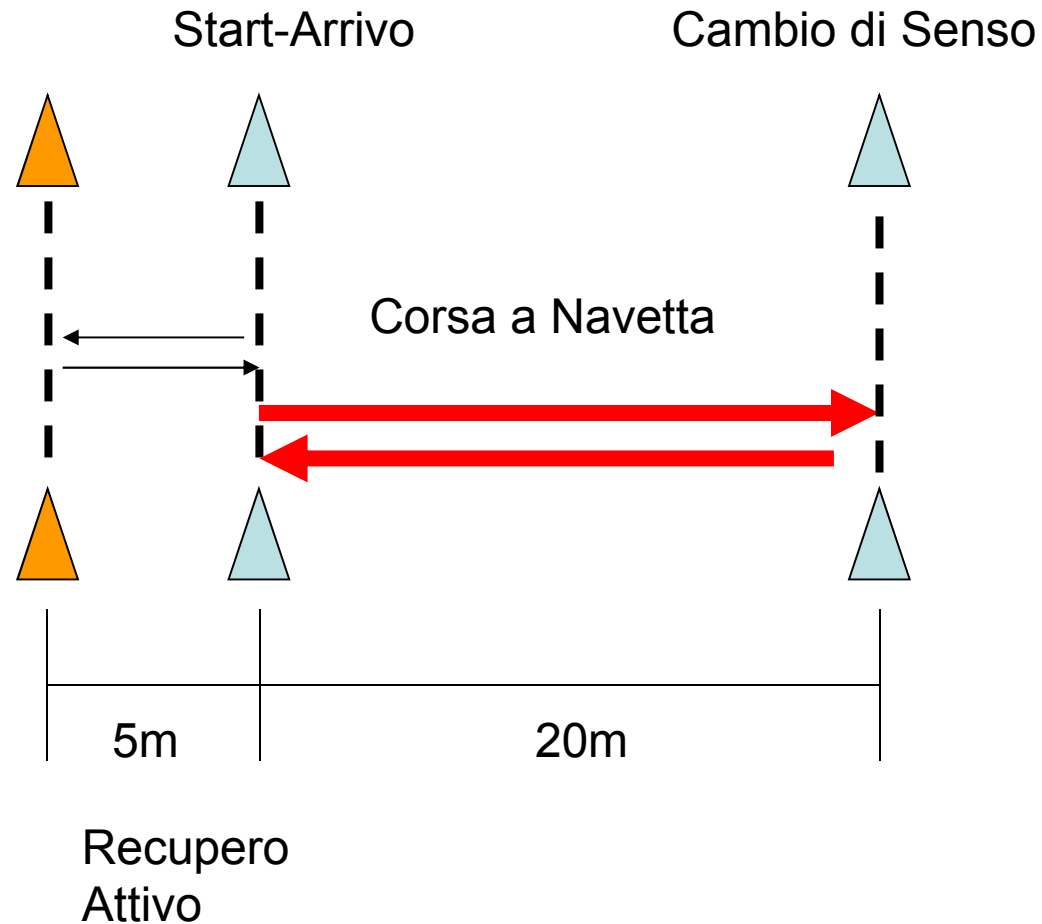 Start-Arrivo
Cambio di Senso
Corsa a Navetta
5m
20m
Recupero
Attivo